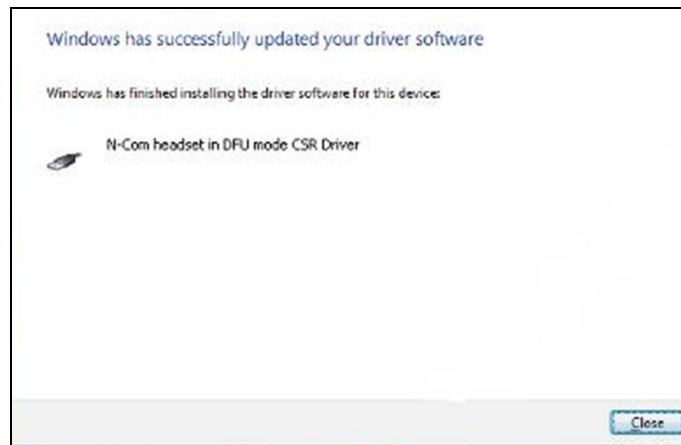 Windows has successfully updated your driver software
Windows has finished installing the driver software for this device:
N-Com headset in DFU mode CSR Driver
Close